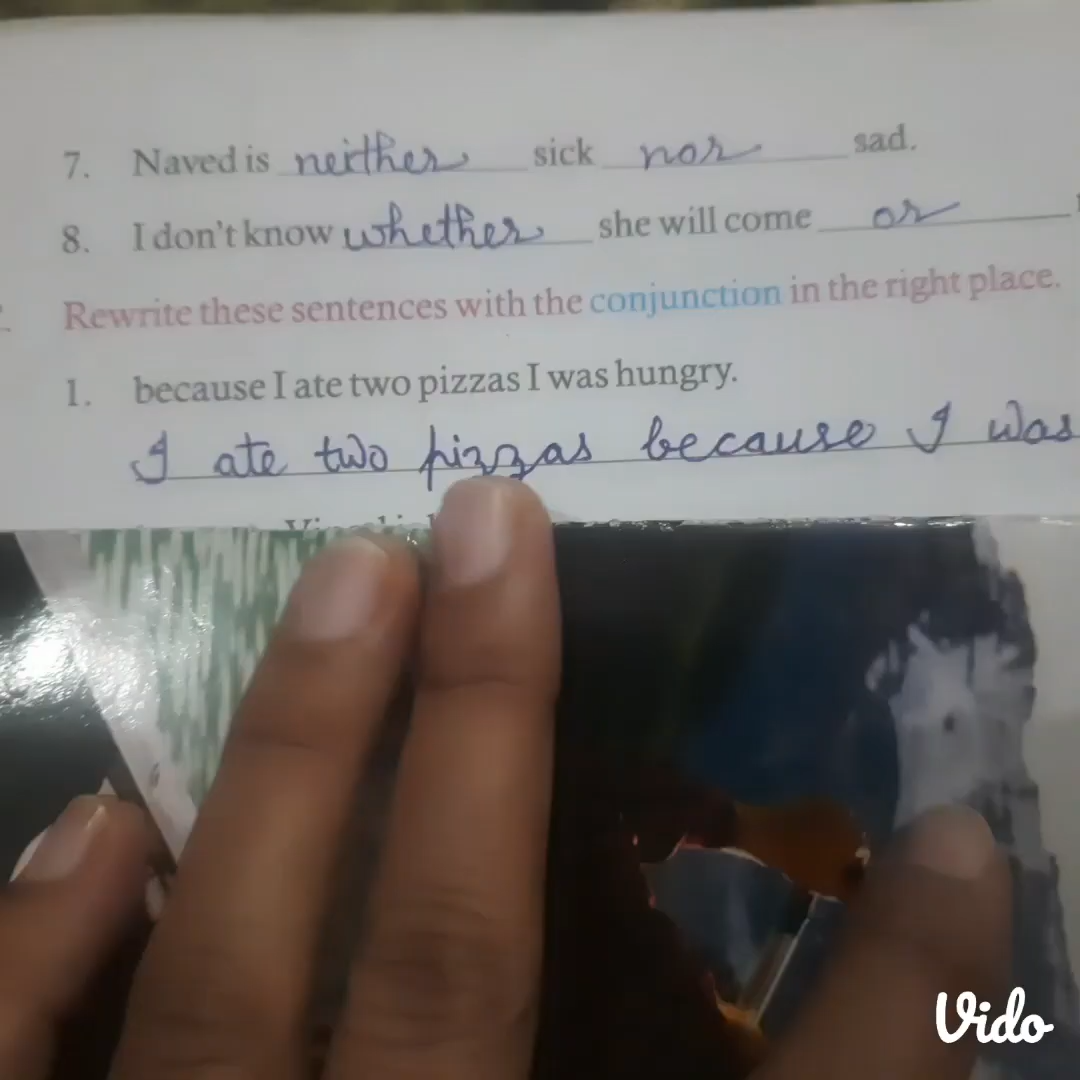 7. Naved is neither sick nor sad.
8. I don't know whether she will come or
Rewrite these sentences with the conjunction in the right place.
1. because I ate two pizzas I was hungry.
I ate two pizzas because I was
Vido